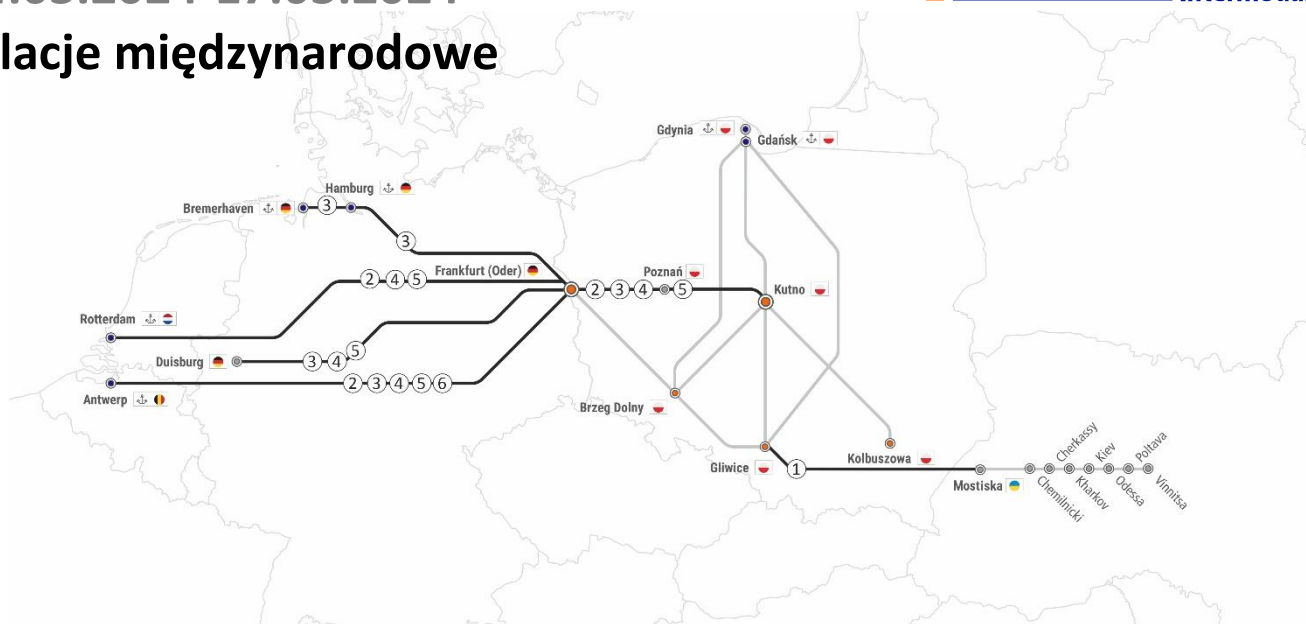 lacje międzynarodowe
Gdynia
Gdańsk
Hamburg
Bremerhaven
3
3
Frankfurt (Oder)
2 4 5
Poznań
2 3 4 5
Kutno
Rotterdam
Duisburg
3 4 5
2 3 4 5 6
Antwerp
Brzeg Dolny
Gliwice
1
Kolbuszowa
Mostiska
Chemilnicki
Cherkassy
Kharkov
Kiev
Odessa
Poltava
Vinnitsa